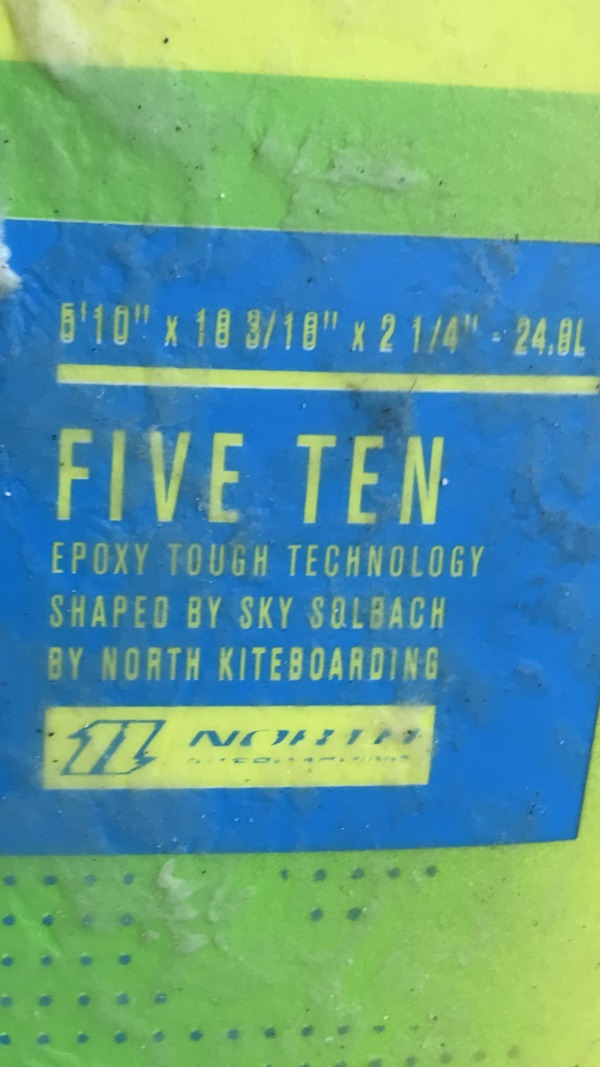 5'10" x 18 3/16" x 2 1/4" - 24.8L
FIVE TEN
EPOXY TOUGH TECHNOLOGY
SHAPED BY SKY SOLBACH
BY NORTH KITEBOARDING
NORTH
KITEBOARDING